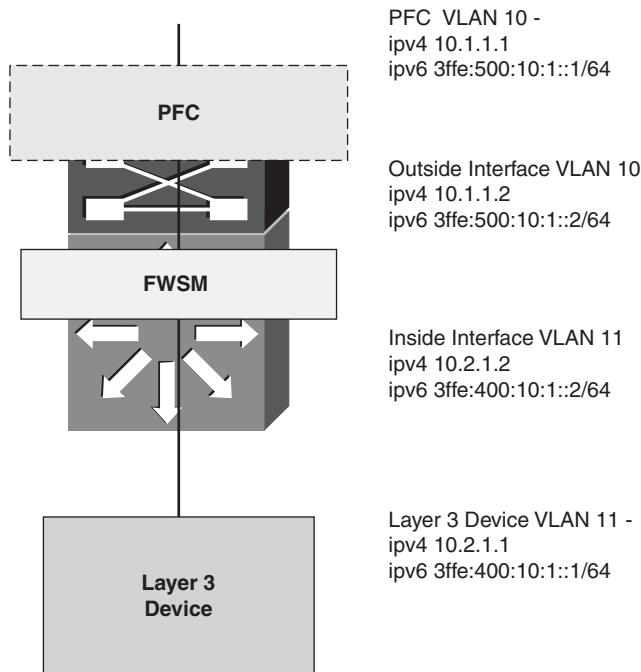 PFC VLAN 10 -
ipv4 10.1.1.1
ipv6 3ffe:500:10:1::1/64
PFC
Outside Interface VLAN 10
ipv4 10.1.1.2
ipv6 3ffe:500:10:1::2/64
FWSM
Inside Interface VLAN 11
ipv4 10.2.1.2
ipv6 3ffe:400:10:1::2/64
Layer 3 Device VLAN 11 -
ipv4 10.2.1.1
ipv6 3ffe:400:10:1::1/64
Layer 3
Device